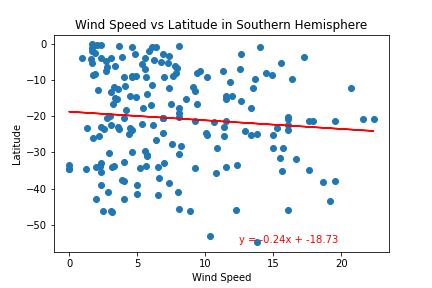 Wind Speed vs Latitude in Southern Hemisphere
0
−10
−20
−30
−40
−50
Latitude
y = -0.24x + -18.73
0 5 10 15 20
Wind Speed